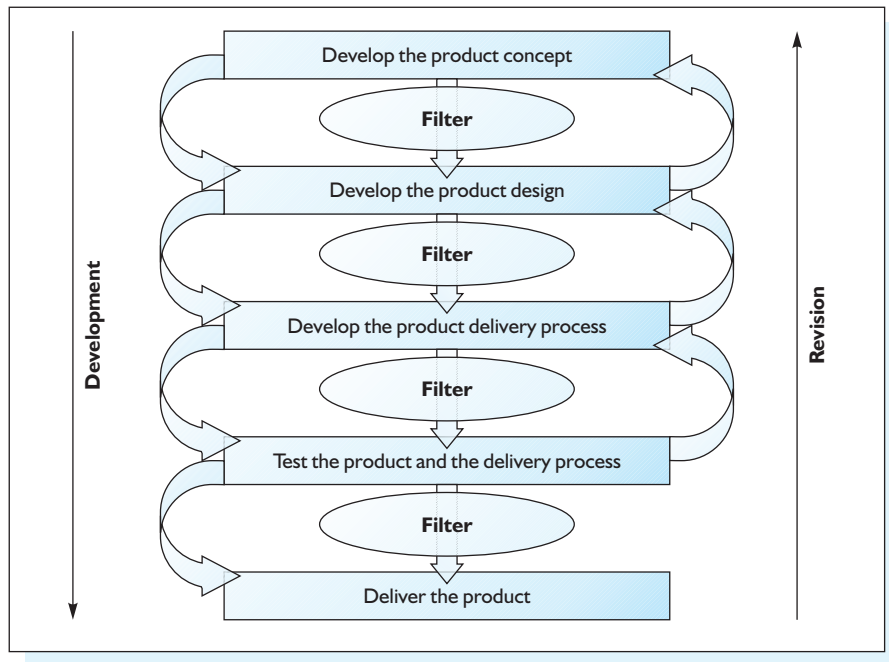 Develop the product concept
Filter
Develop the product design
Filter
Develop the product delivery process
Filter
Test the product and the delivery process
Filter
Deliver the product
Development
Revision